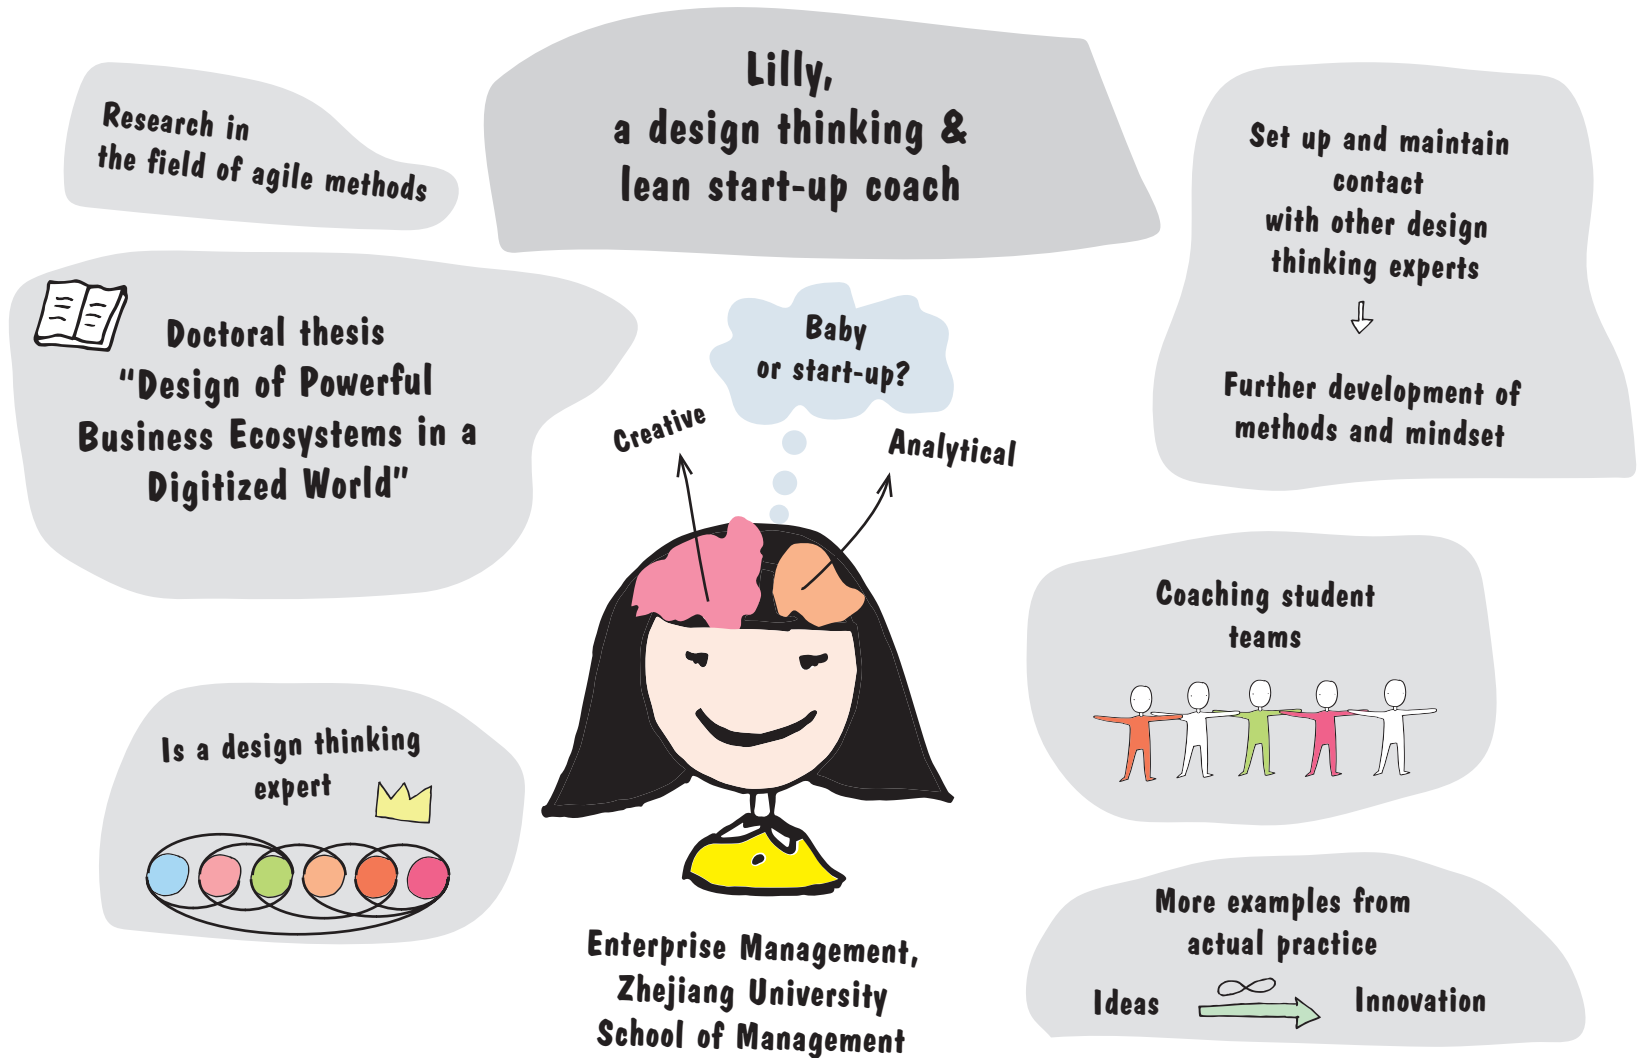 Lilly,
a design thinking &
lean start-up coach
Research in
the field of agile methods
Doctoral thesis
“Design of Powerful
Business Ecosystems in a
Digitized World”
Is a design thinking
expert
Baby
or start-up?
Creative
Analytical
Enterprise Management,
Zhejiang University
School of Management
Set up and maintain
contact
with other design
thinking experts
Further development of
methods and mindset
Coaching student
teams
More examples from
actual practice
Ideas
Innovation